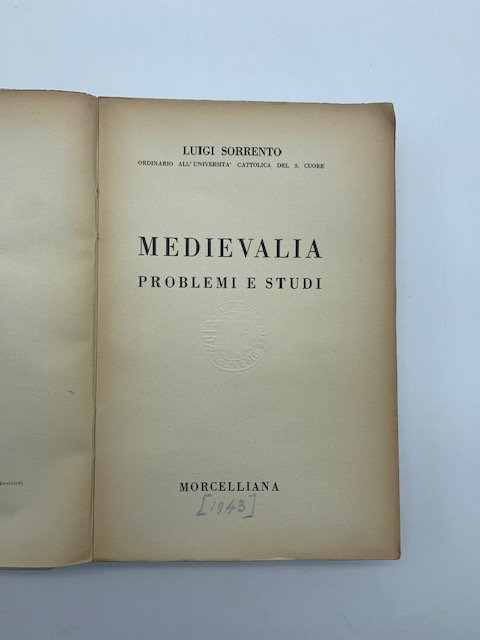 LUIGI SORRENTO
ORDINARIO ALL'UNIVERSITA' CATTOLICA DEL S. CUORE
MEDIEVALIA
PROBLEMI E STUDI
MORCELLIANA
[1943]